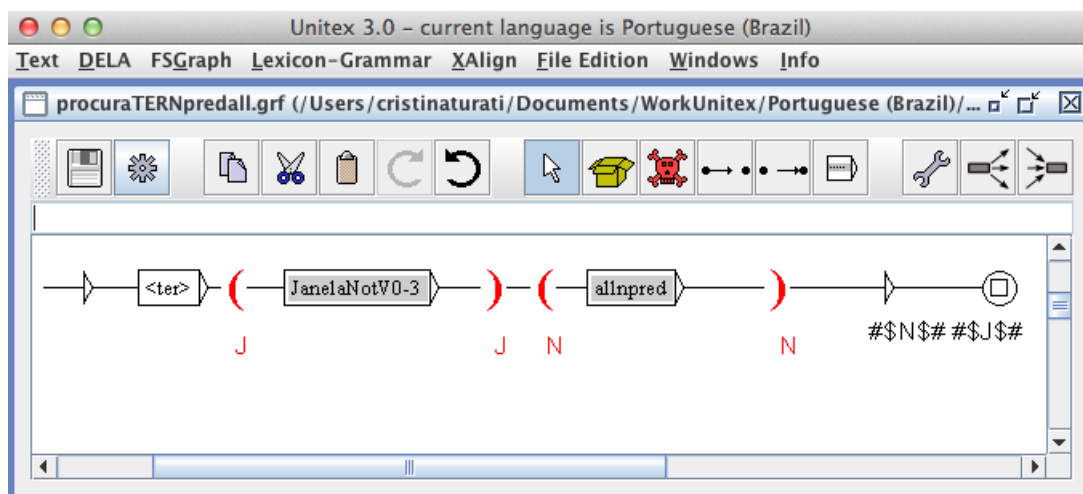 Unitex 3.0 – current language is Portuguese (Brazil)
Text DELA FSGraph Lexicon-Grammar XAlign File Edition Windows Info
procuraTERNpredall.grf (/Users/cristinaturati/Documents/WorkUnitex/Portuguese (Brazil)/...
<ter> ( JanelaNotV0-3 ) ( allnpred )
J J N N #$N$# #$J$#